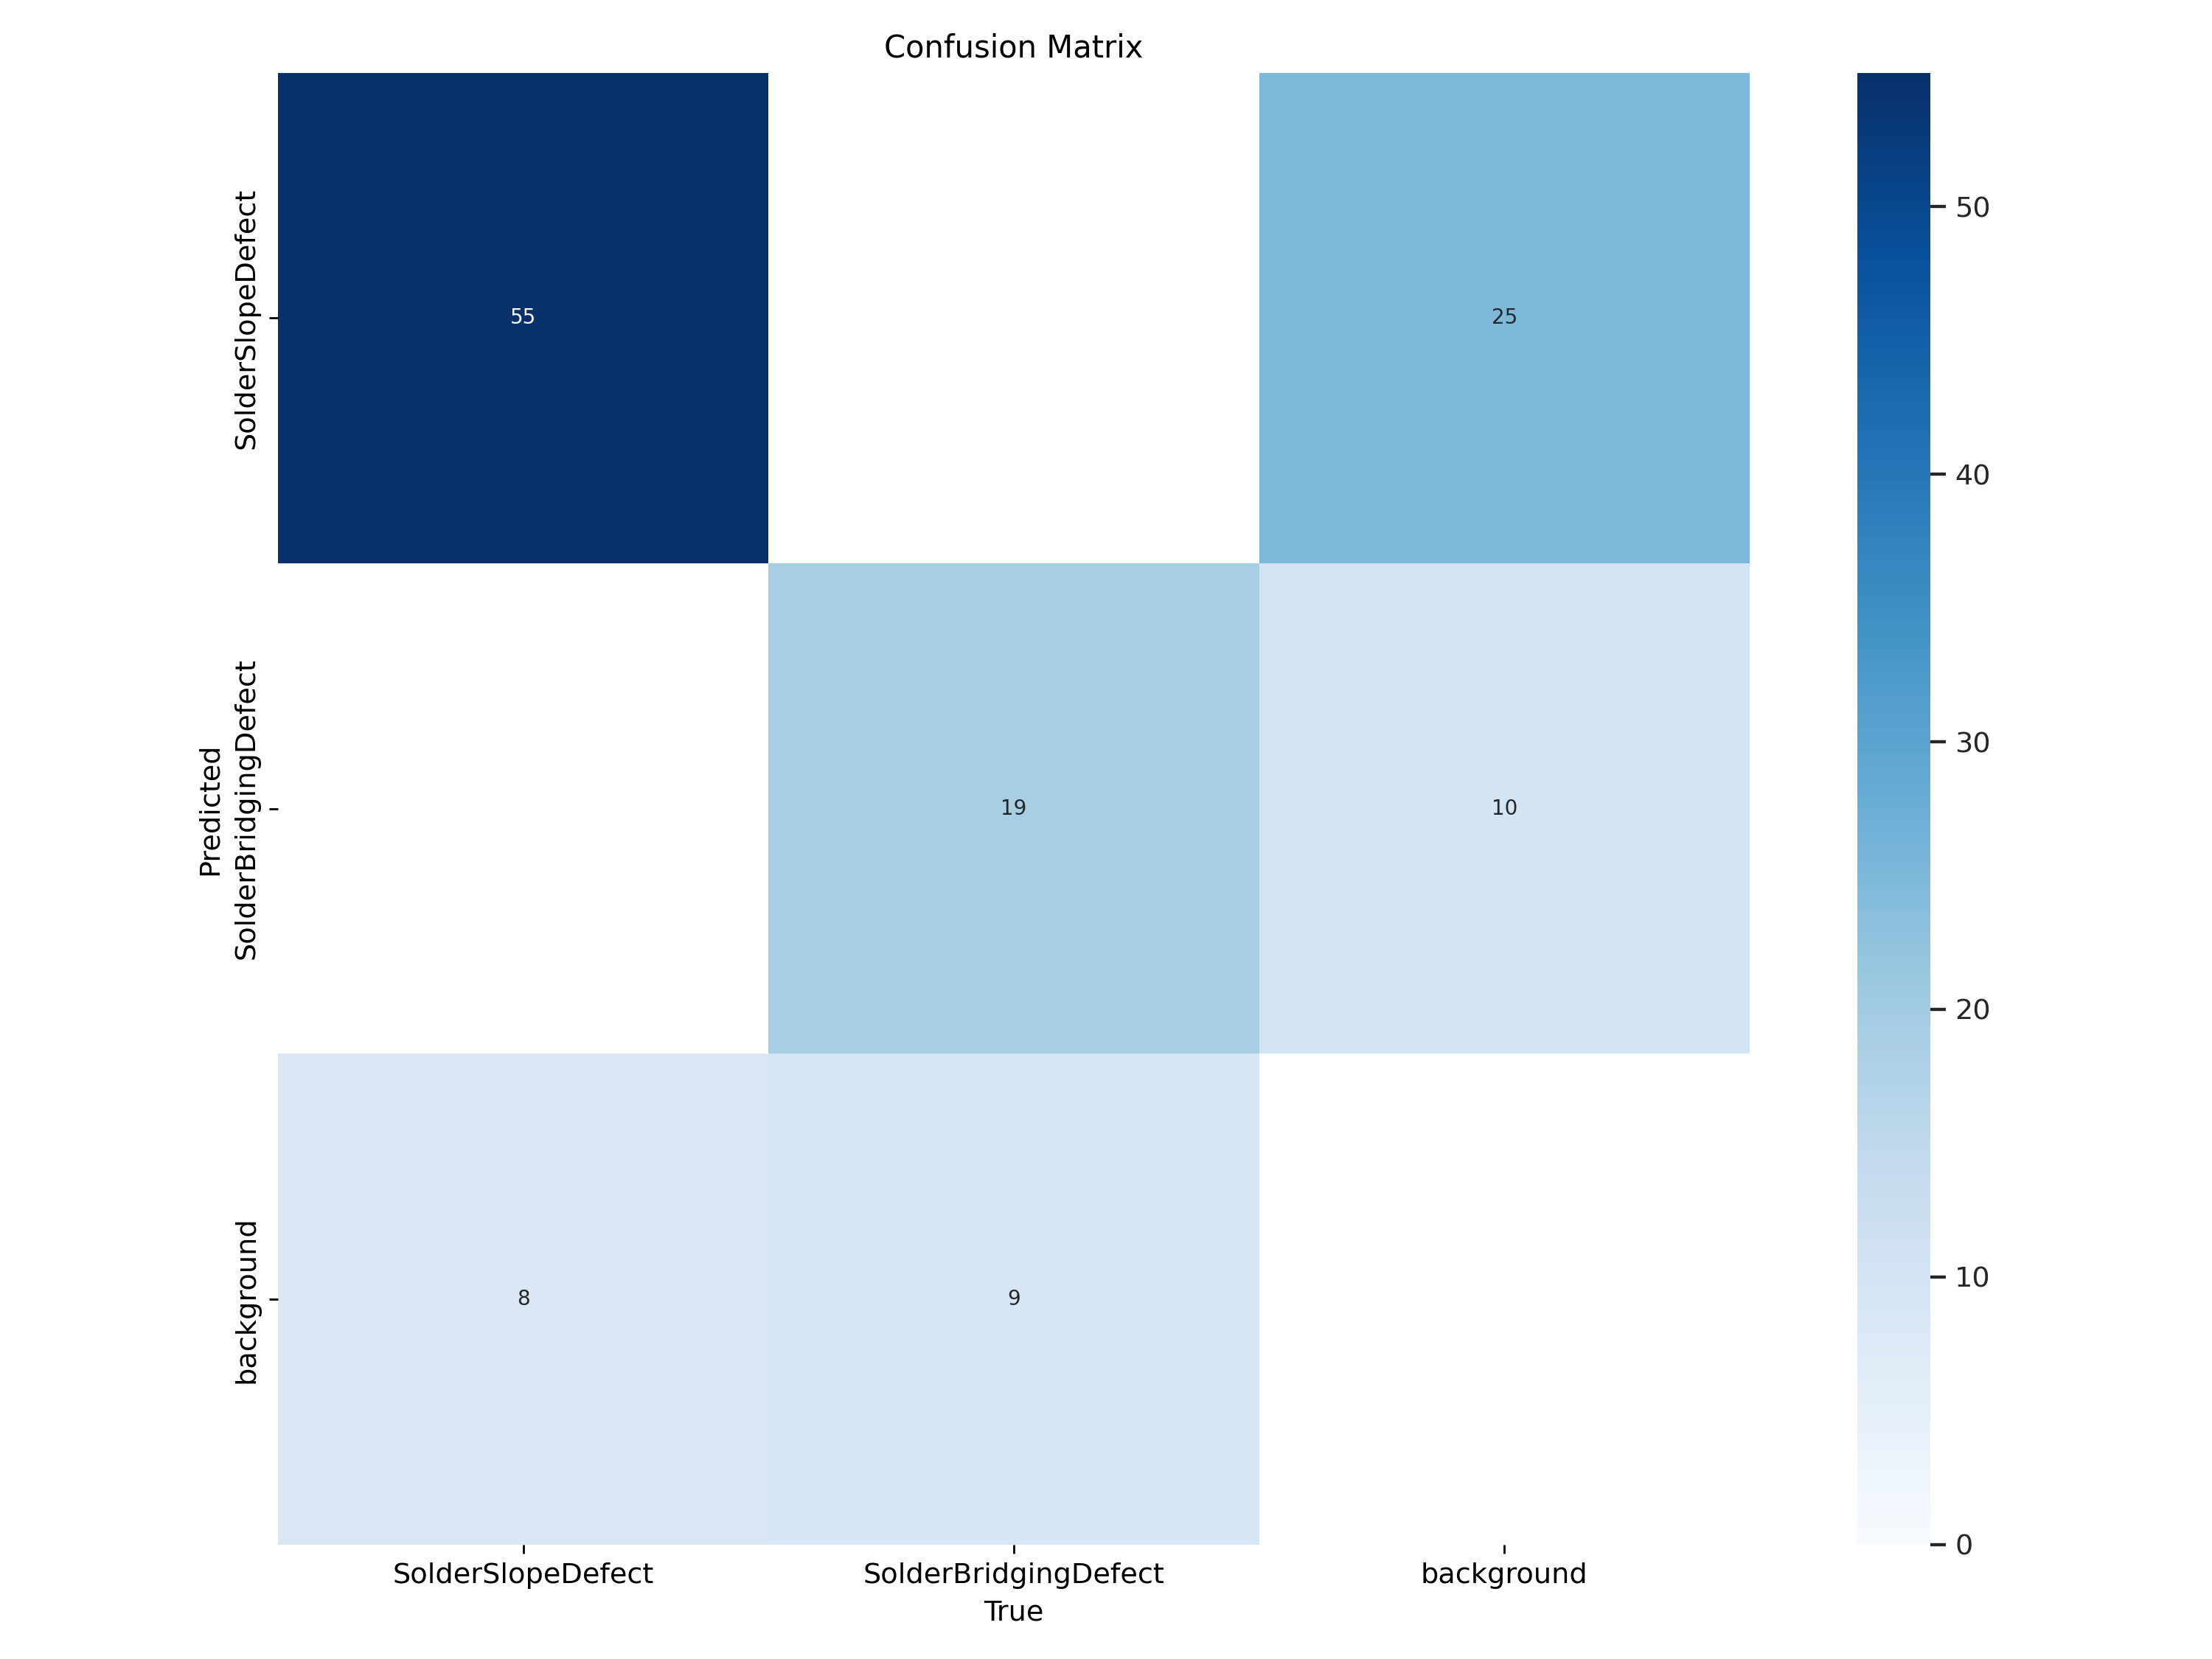 Confusion Matrix
SolderSlopeDefect
SolderBridgingDefect
background
Predicted
55
25
19
10
8
9
SolderSlopeDefect
SolderBridgingDefect
background
True
50
40
30
20
10
0